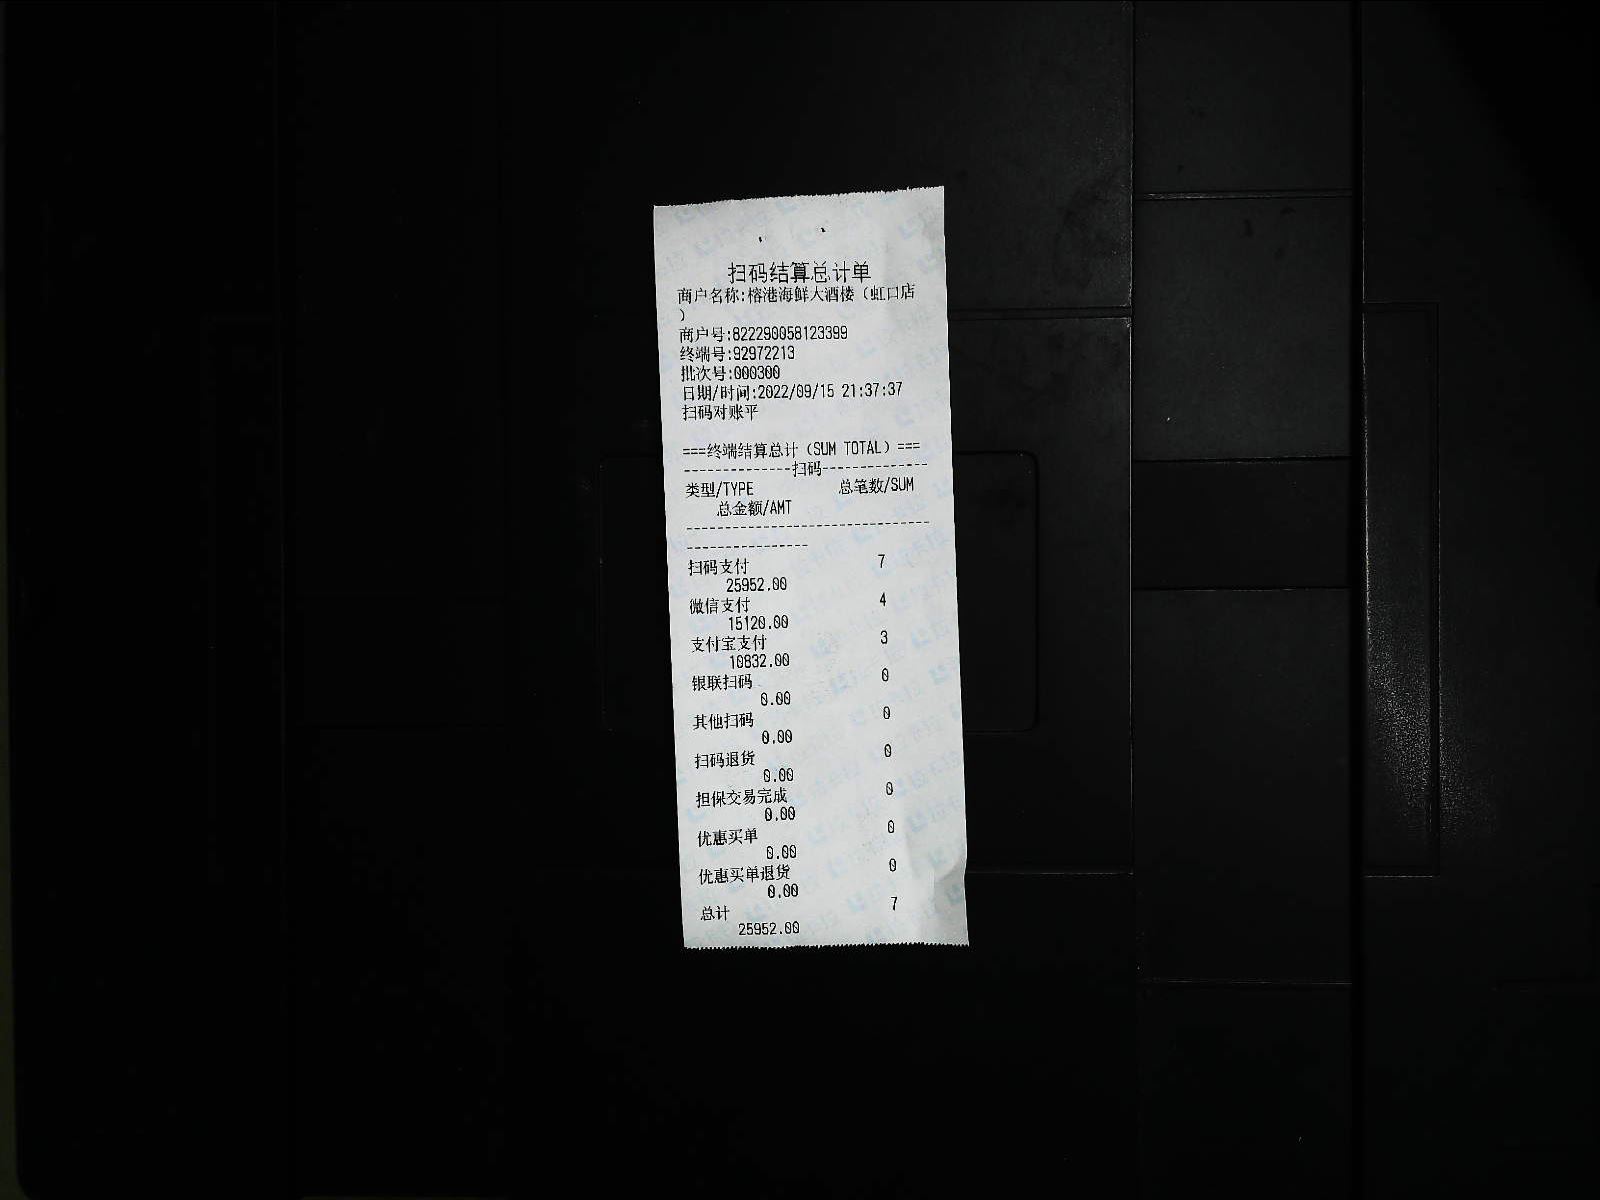 扫码结算总计单
商户名称:榕港海鲜大酒楼（虹口店
）
商户号:822290058123399
终端号:92972213
批次号:000300
日期/时间:2022/09/15 21:37:37
扫码对账平
===终端结算总计（SUM TOTAL）===
--------------扫码--------------
类型/TYPE 总笔数/SUM
总金额/AMT
--------------------------------
----------------
扫码支付 7
25952.00
微信支付 4
15120.00
支付宝支付 3
10832.00
银联扫码 0
0.00
其他扫码 0
0.00
扫码退货 0
0.00
担保交易完成 0
0.00
优惠买单 0
0.00
优惠买单退货 0
0.00
总计 7
25952.00